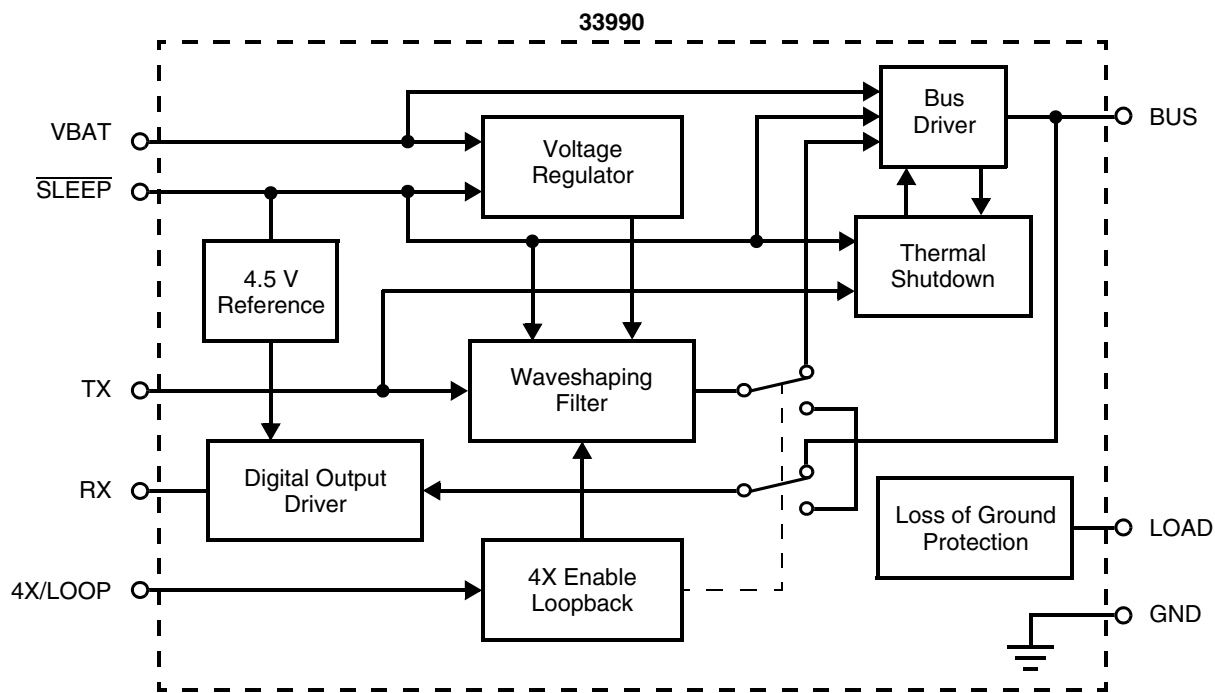 33990
Bus
Driver
VBAT
BUS
Voltage
Regulator
SLEEP
4.5 V
Reference
Thermal
Shutdown
TX
Waveshaping
Filter
RX
Digital Output
Driver
Loss of Ground
Protection
LOAD
4X/LOOP
4X Enable
Loopback
GND